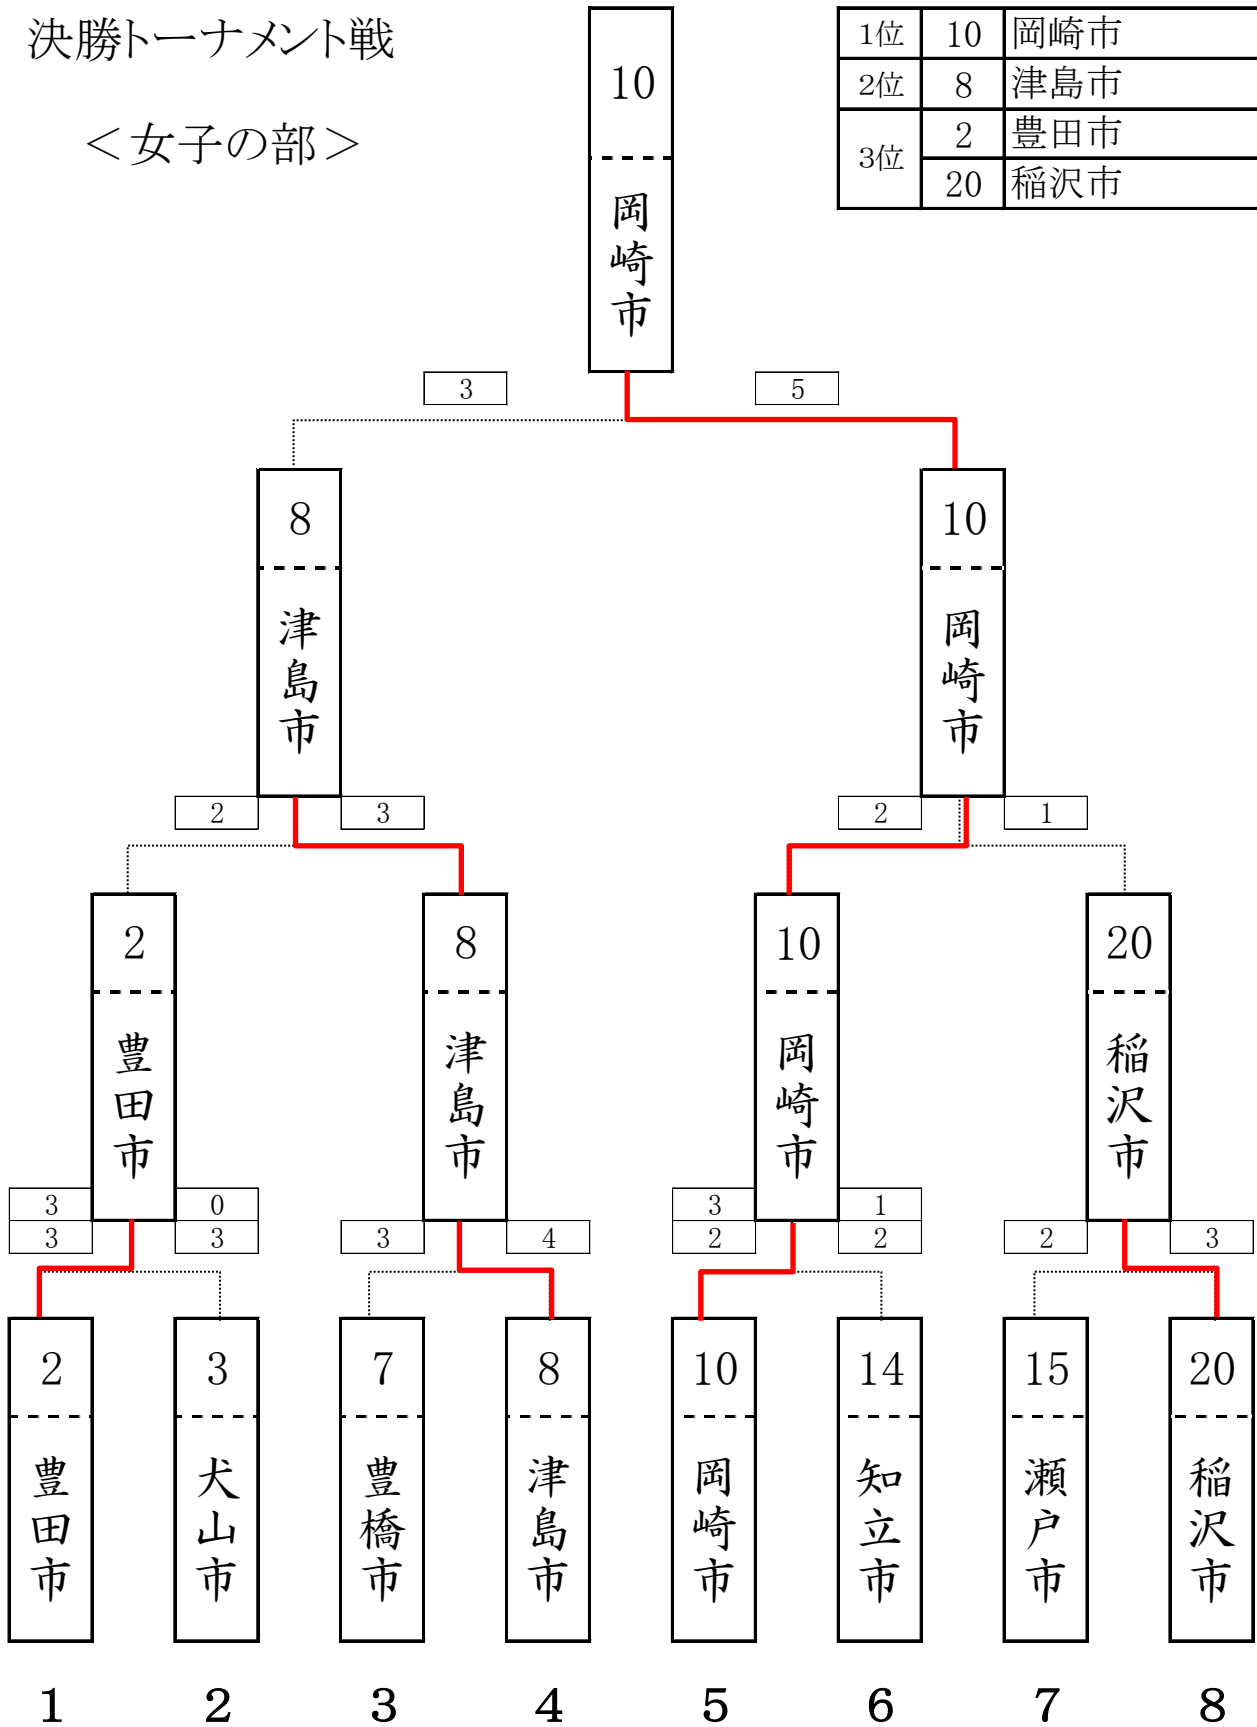 決勝トーナメント戦
＜女子の部＞
1位 10 岡崎市
2位 8 津島市
3位 2 豊田市
20 稲沢市
10
岡崎市
3 5
8 10
津島市 岡崎市
2 3 2 1
2 8 10 20
豊田市 津島市 岡崎市 稲沢市
3 0 3 1
3 3 3 4 2 2 2 3
2 3 7 8 10 14 15 20
豊田市 犬山市 豊橋市 津島市 岡崎市 知立市 瀬戸市 稲沢市
1 2 3 4 5 6 7 8